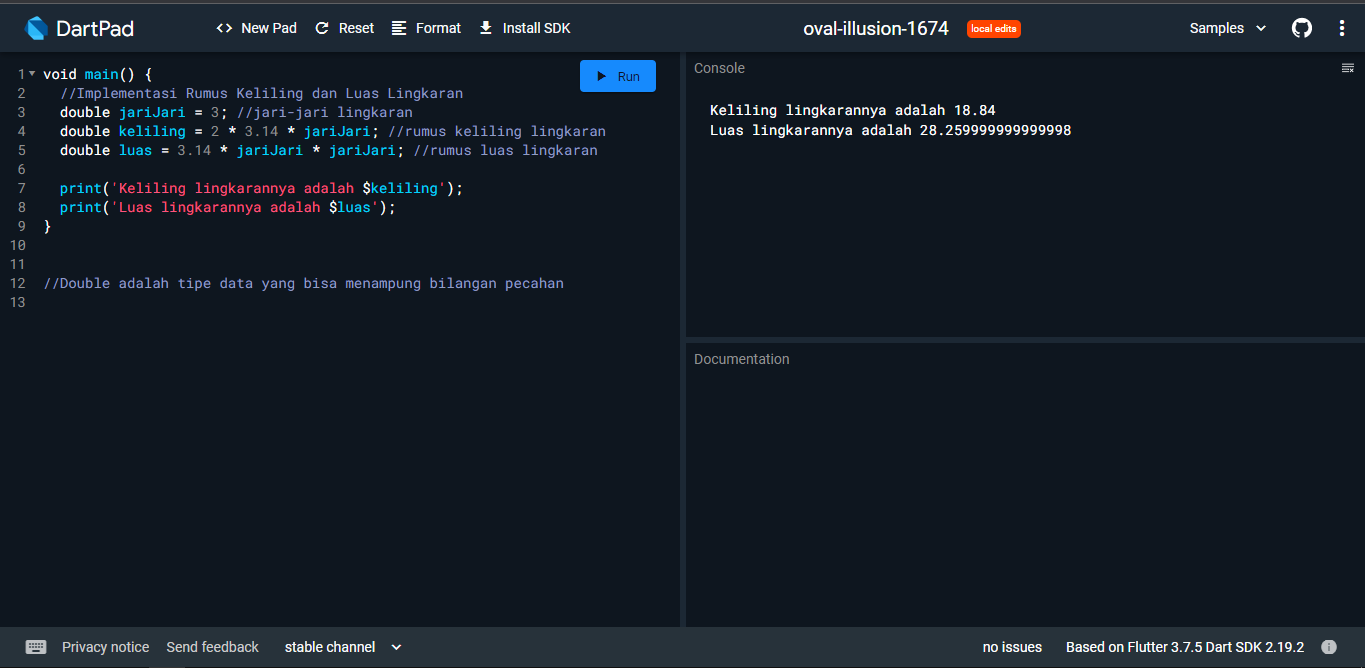 DartPad
<> New Pad Reset Format Install SDK
oval-illusion-1674 local edits
Samples
1 void main() {
2 //Implementasi Rumus Keliling dan Luas Lingkaran
3 double jariJari = 3; //jari-jari lingkaran
4 double keliling = 2 * 3.14 * jariJari; //rumus keliling lingkaran
5 double luas = 3.14 * jariJari * jariJari; //rumus luas lingkaran
6
7 print('Keliling lingkarannya adalah $keliling');
8 print('Luas lingkarannya adalah $luas');
9 }
10
11
12 //Double adalah tipe data yang bisa menampung bilangan pecahan
13
Run
Console
Keliling lingkarannya adalah 18.84
Luas lingkarannya adalah 28.259999999999998
Documentation
Privacy notice Send feedback stable channel
no issues Based on Flutter 3.7.5 Dart SDK 2.19.2